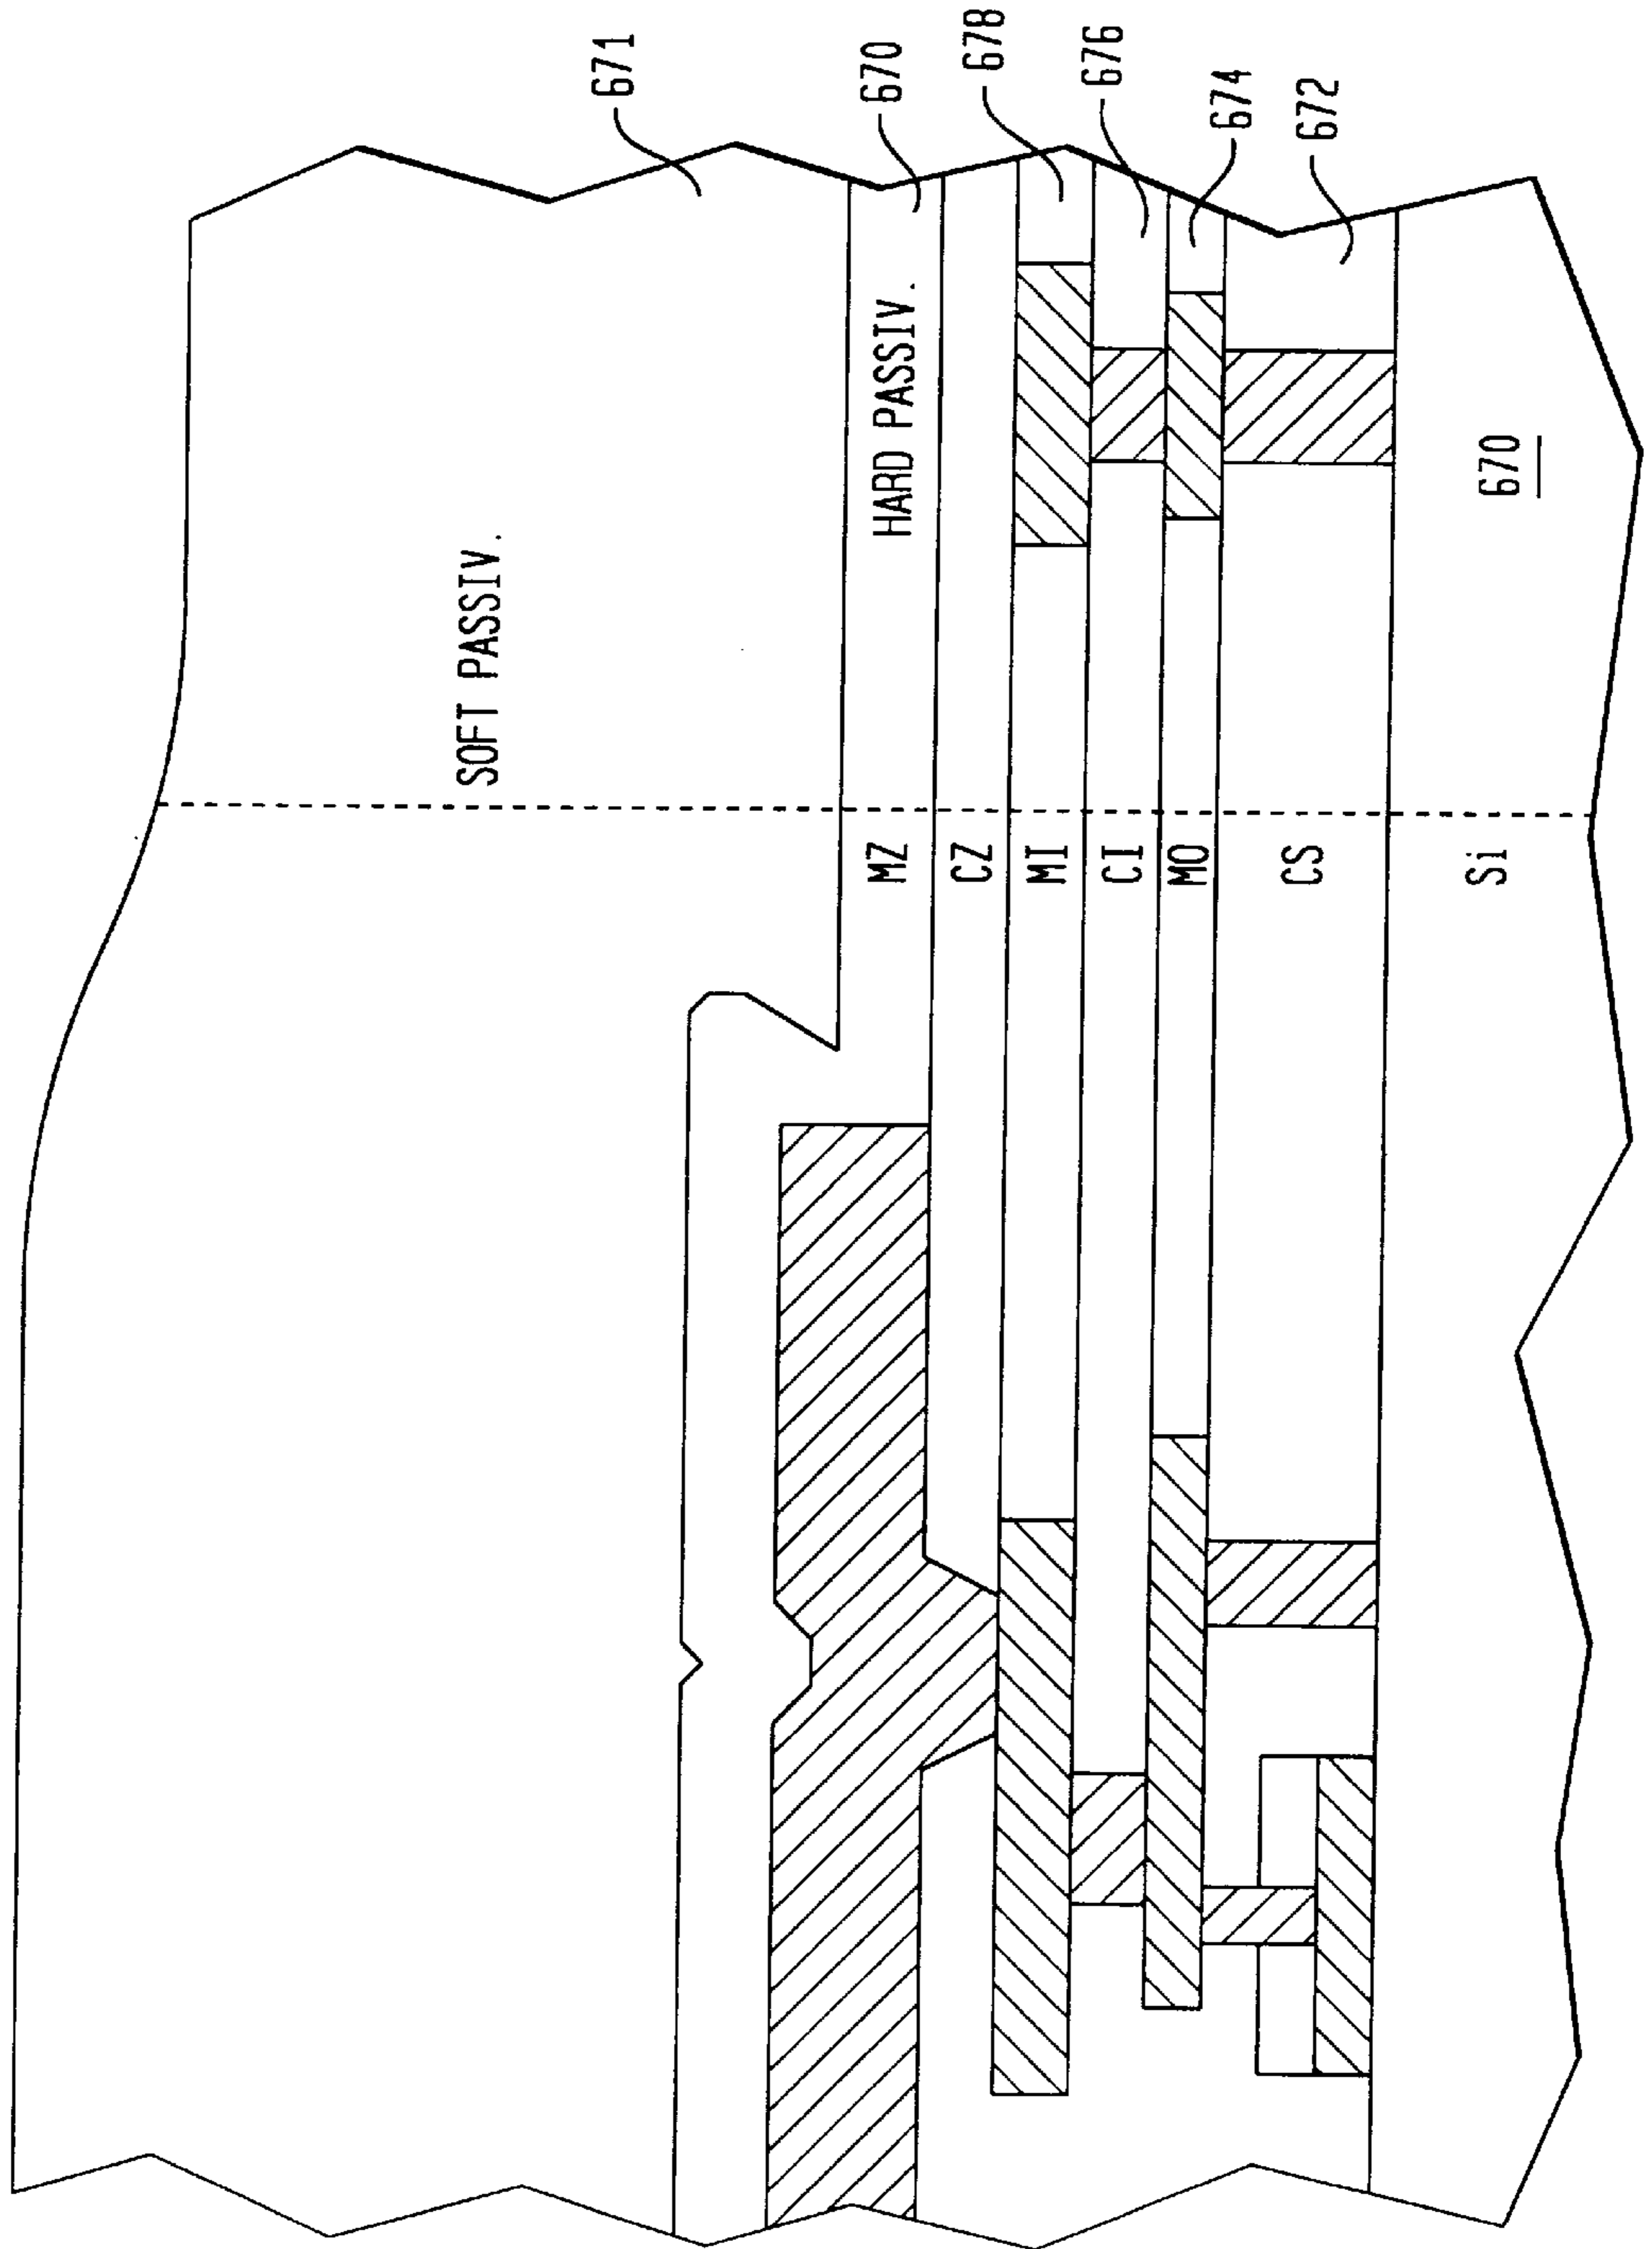 SOFT PASSIV.
671
HARD PASSIV.
670
MZ
CZ
678
MI
676
CI
674
MO
672
CS
670
Si